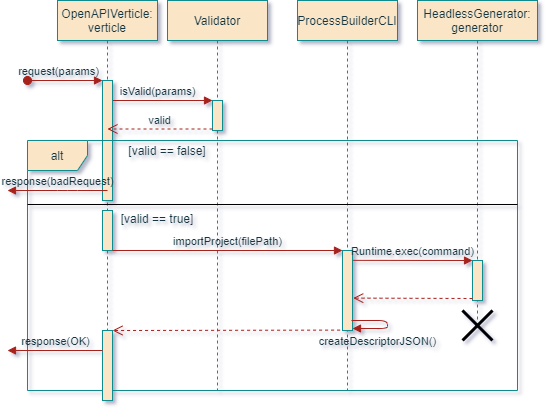 OpenAPIVerticle:
verticle
Validator
ProcessBuilderCLI
HeadlessGenerator:
generator
request(params)
isValid(params)
valid
alt
[valid == false]
response(badRequest)
[valid == true]
importProject(filePath)
Runtime.exec(command)
createDescriptorJSON()
response(OK)